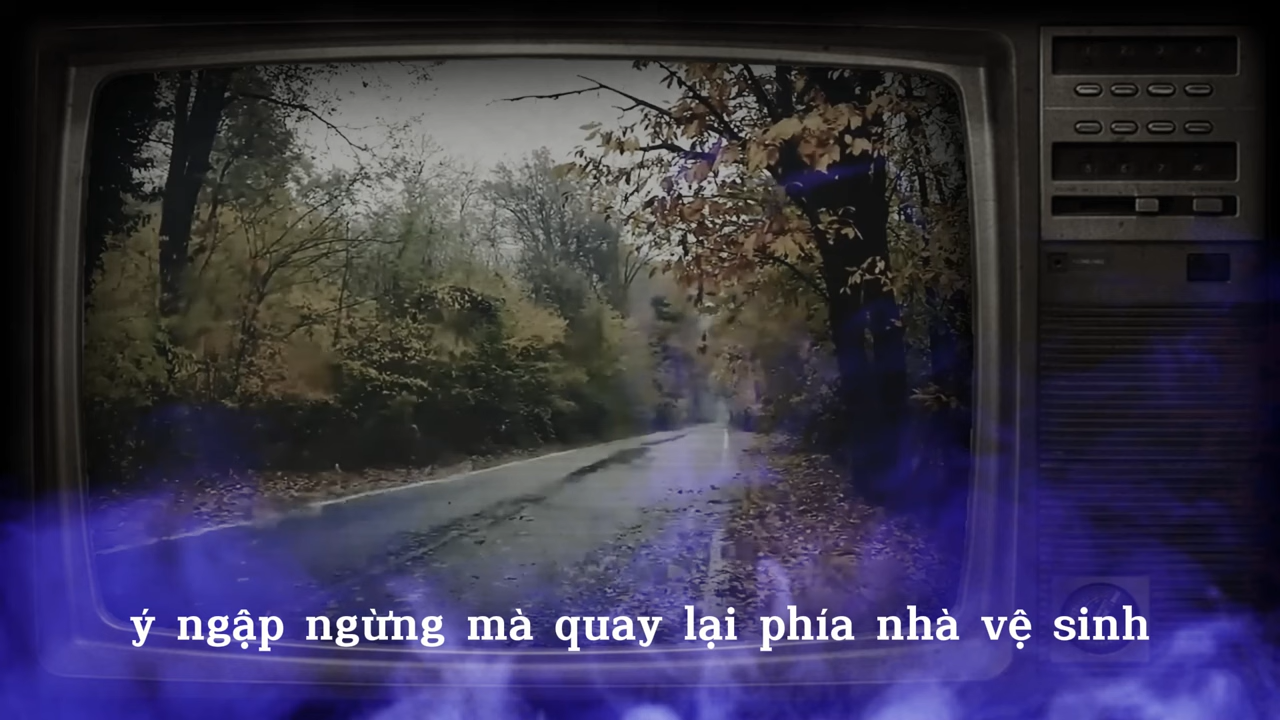 ý ngập ngừng mà quay lại phía nhà vệ sinh